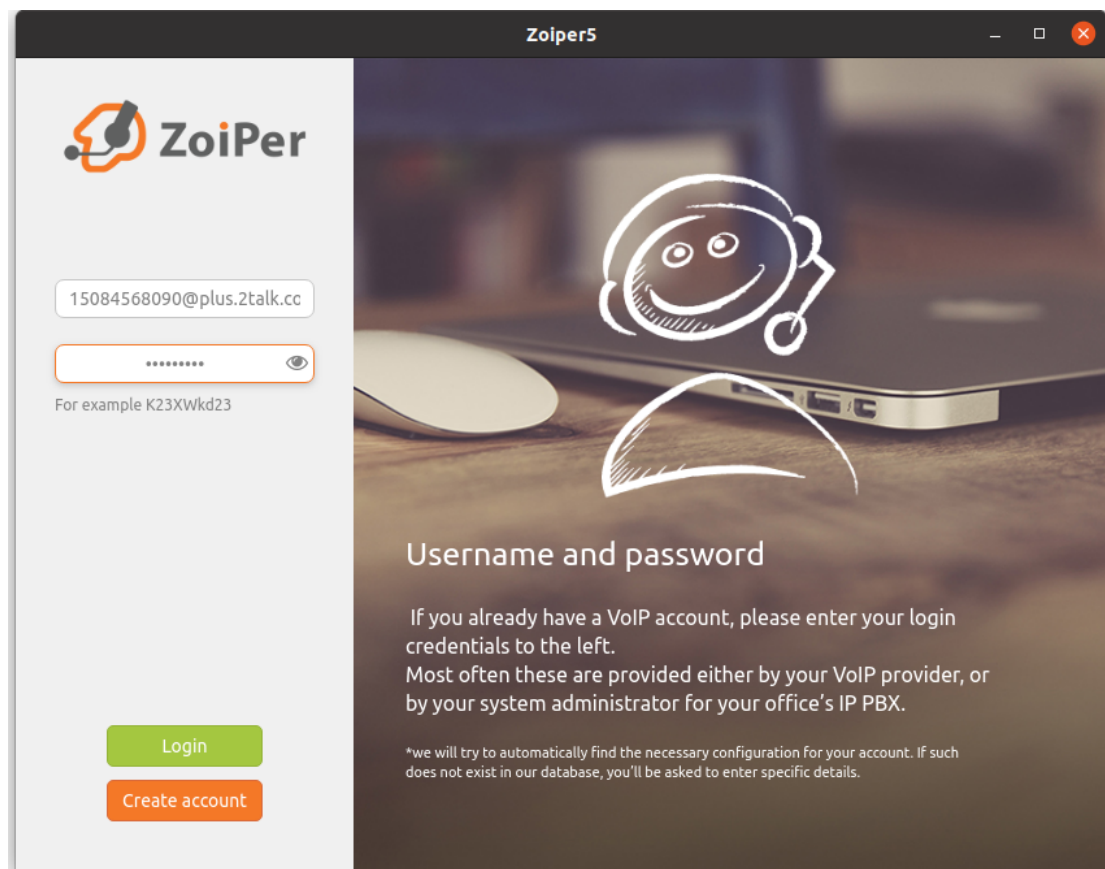 Zoiper5
ZoiPer
15084568090@plus.2talk.co
•••••••••
For example K23XWkd23
Username and password
If you already have a VoIP account, please enter your login
credentials to the left.
Most often these are provided either by your VoIP provider, or
by your system administrator for your office's IP PBX.
*we will try to automatically find the necessary configuration for your account. If such
does not exist in our database, you'll be asked to enter specific details.
Login
Create account